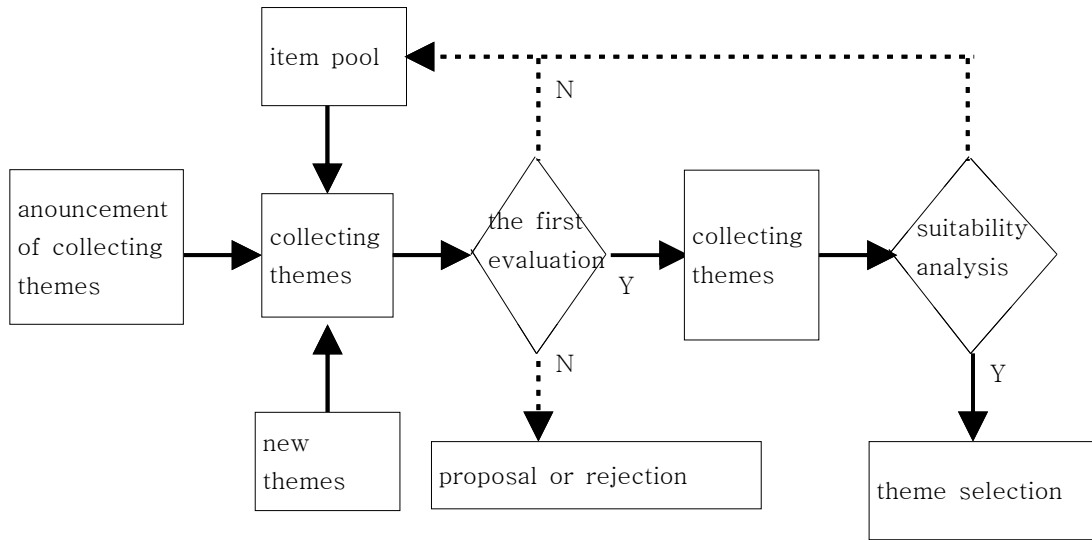 item pool
N
anouncement
of collecting
themes
collecting
themes
the first
evaluation
Y
collecting
themes
suitability
analysis
N
Y
new
themes
proposal or rejection
theme selection